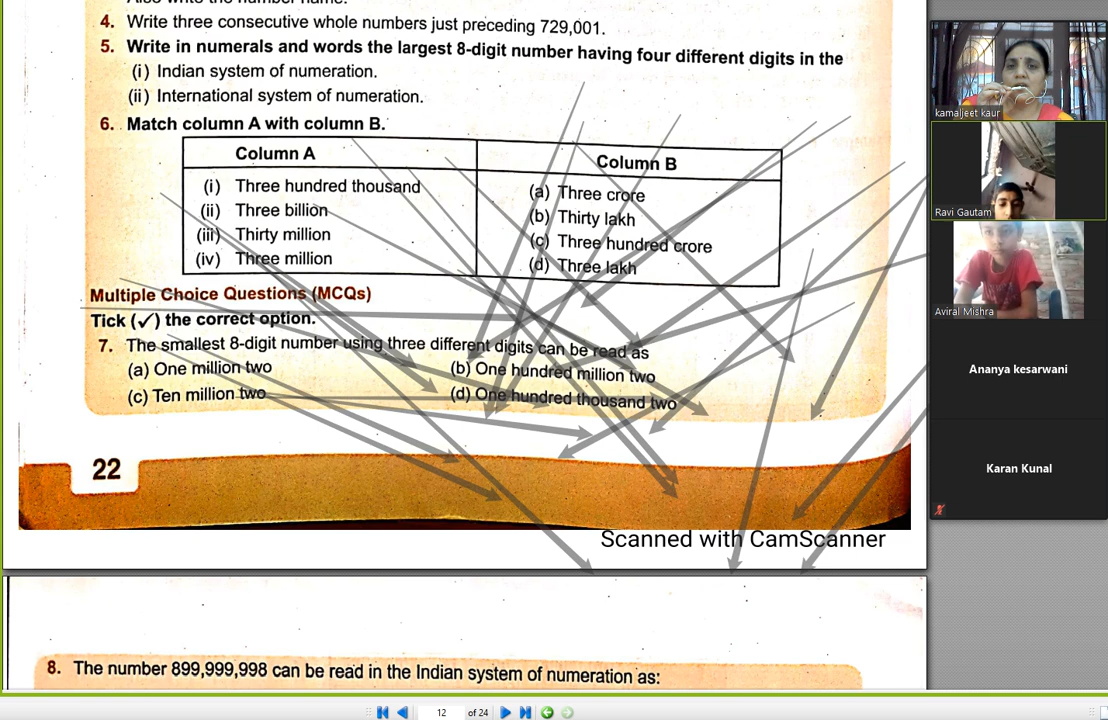 4. Write three consecutive whole numbers just preceding 729,001.
5. Write in numerals and words the largest 8-digit number having four different digits in the
(i) Indian system of numeration.
(ii) International system of numeration.
6. Match column A with column B.
Column A
Column B
(i) Three hundred thousand
(a) Three crore
(ii) Three billion
(b) Thirty lakh
(iii) Thirty million
(c) Three hundred crore
(iv) Three million
(d) Three lakh
Multiple Choice Questions (MCQs)
Tick (✓) the correct option.
7. The smallest 8-digit number using three different digits can be read as
(a) One million two
(b) One hundred million two
(c) Ten million two
(d) One hundred thousand two
22
Scanned with CamScanner
8. The number 899,999,998 can be read in the Indian system of numeration as:
12 of 24
kamaljeet kaur
Ravi Gautam
Aviral Mishra
Ananya kesarwani
Karan Kunal